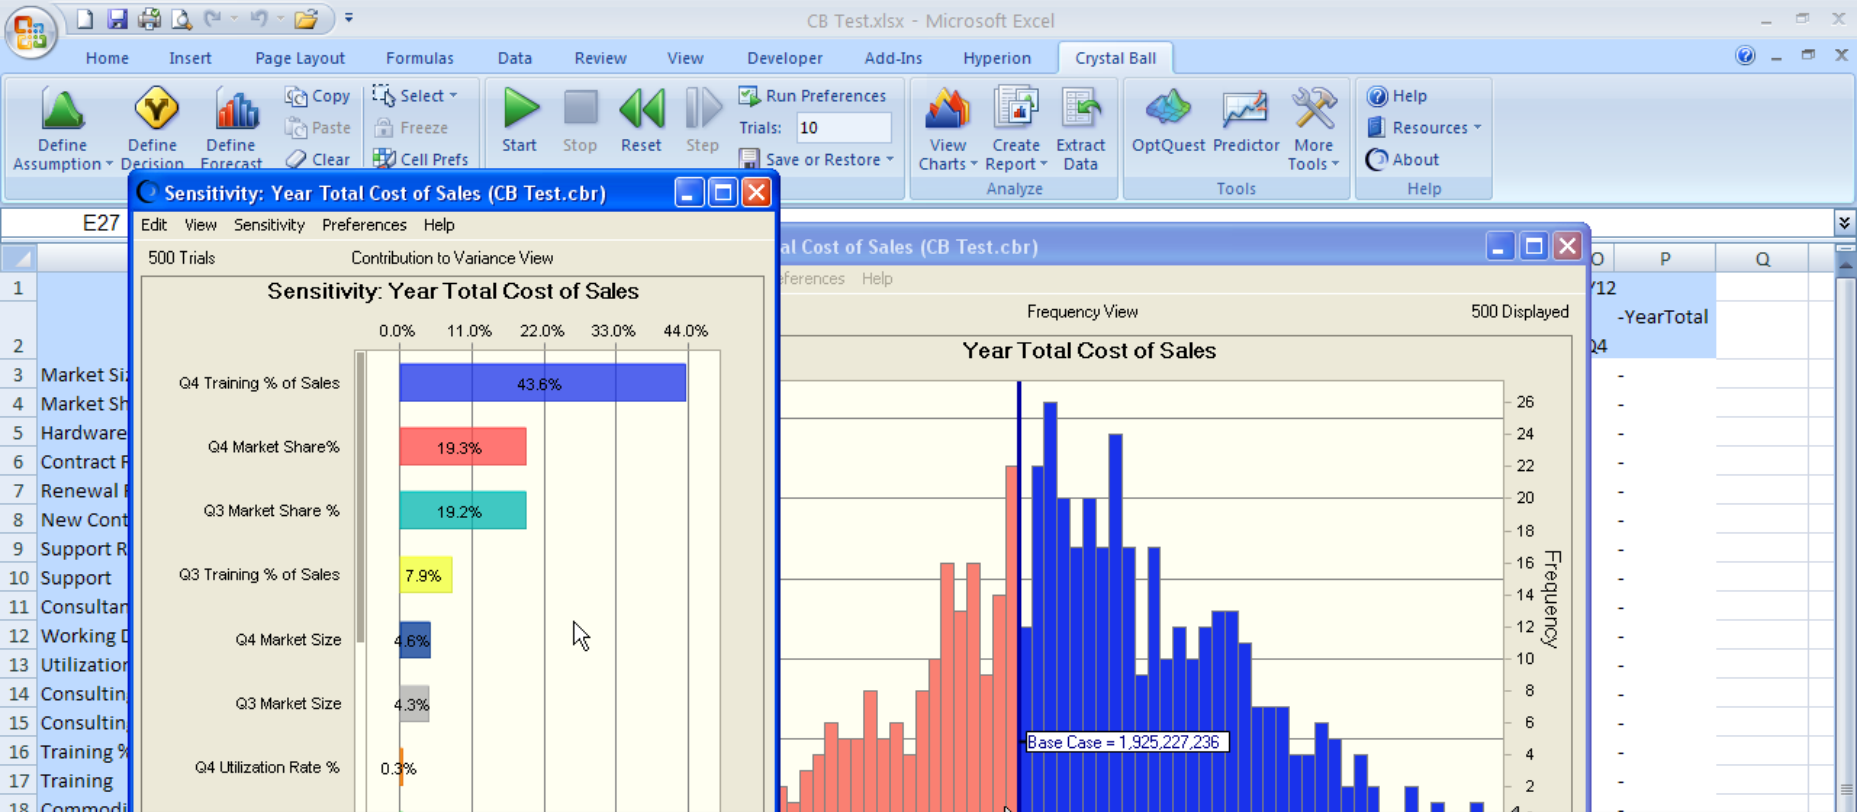 CB Test.xlsx - Microsoft Excel
Home Insert Page Layout Formulas Data Review View Developer Add-Ins Hyperion Crystal Ball
Define Assumption
Define Decision
Define Forecast
Copy
Paste
Clear
Select
Freeze
Cell Prefs
Start
Stop
Reset
Step
Run Preferences
Trials: 10
Save or Restore
View Charts
Create Report
Extract Data
Analyze
OptQuest
Predictor
More Tools
Tools
Help
Resources
About
Help
E27
Sensitivity: Year Total Cost of Sales (CB Test.cbr)
Edit View Sensitivity Preferences Help
500 Trials Contribution to Variance View
Sensitivity: Year Total Cost of Sales
0.0% 11.0% 22.0% 33.0% 44.0%
Q4 Training % of Sales 43.6%
Q4 Market Share% 19.3%
Q3 Market Share % 19.2%
Q3 Training % of Sales 7.9%
Q4 Market Size 4.6%
Q3 Market Size 4.3%
Q4 Utilization Rate % 0.3%
al Cost of Sales (CB Test.cbr)
ferences Help
Frequency View 500 Displayed
Year Total Cost of Sales
26
24
22
20
18
16
14
12
10
8
6
4
2
Frequency
Base Case = 1,925,227,236
O P Q
/12
-YearTotal
Q4
1
2
3 Market Siz -
4 Market Sh -
5 Hardware -
6 Contract F -
7 Renewal -
8 New Cont -
9 Support R -
10 Support -
11 Consultan -
12 Working D -
13 Utilization -
14 Consulting -
15 Consulting -
16 Training % -
17 Training -
18 Commodi